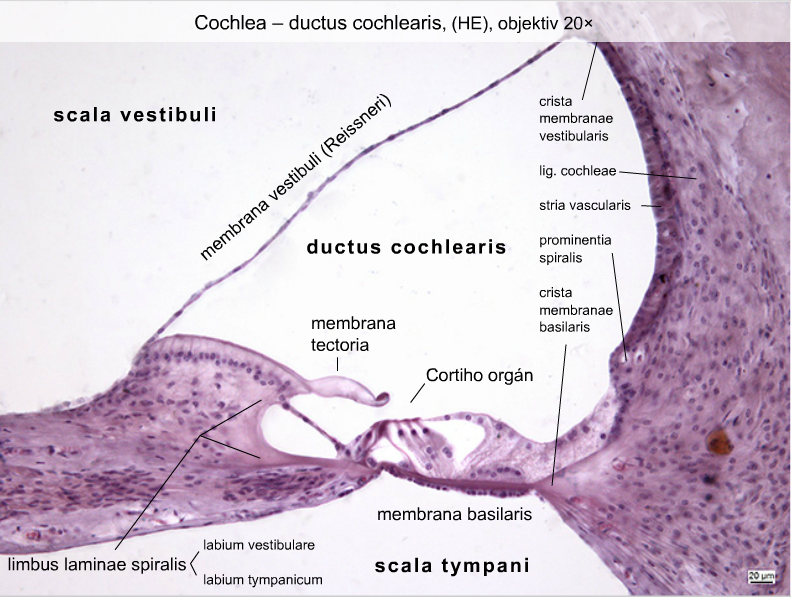 Cochlea – ductus cochlearis, (HE), objektiv 20×
scala vestibuli
membrana vestibuli (Reissneri)
crista
membranae
vestibularis
lig. cochleae
stria vascularis
ductus cochlearis
prominentia
spiralis
crista
membranae
basilaris
membrana
tectoria
Cortiho orgán
membrana basilaris
limbus laminae spiralis
labium vestibulare
labium tympanicum
scala tympani
20 µm